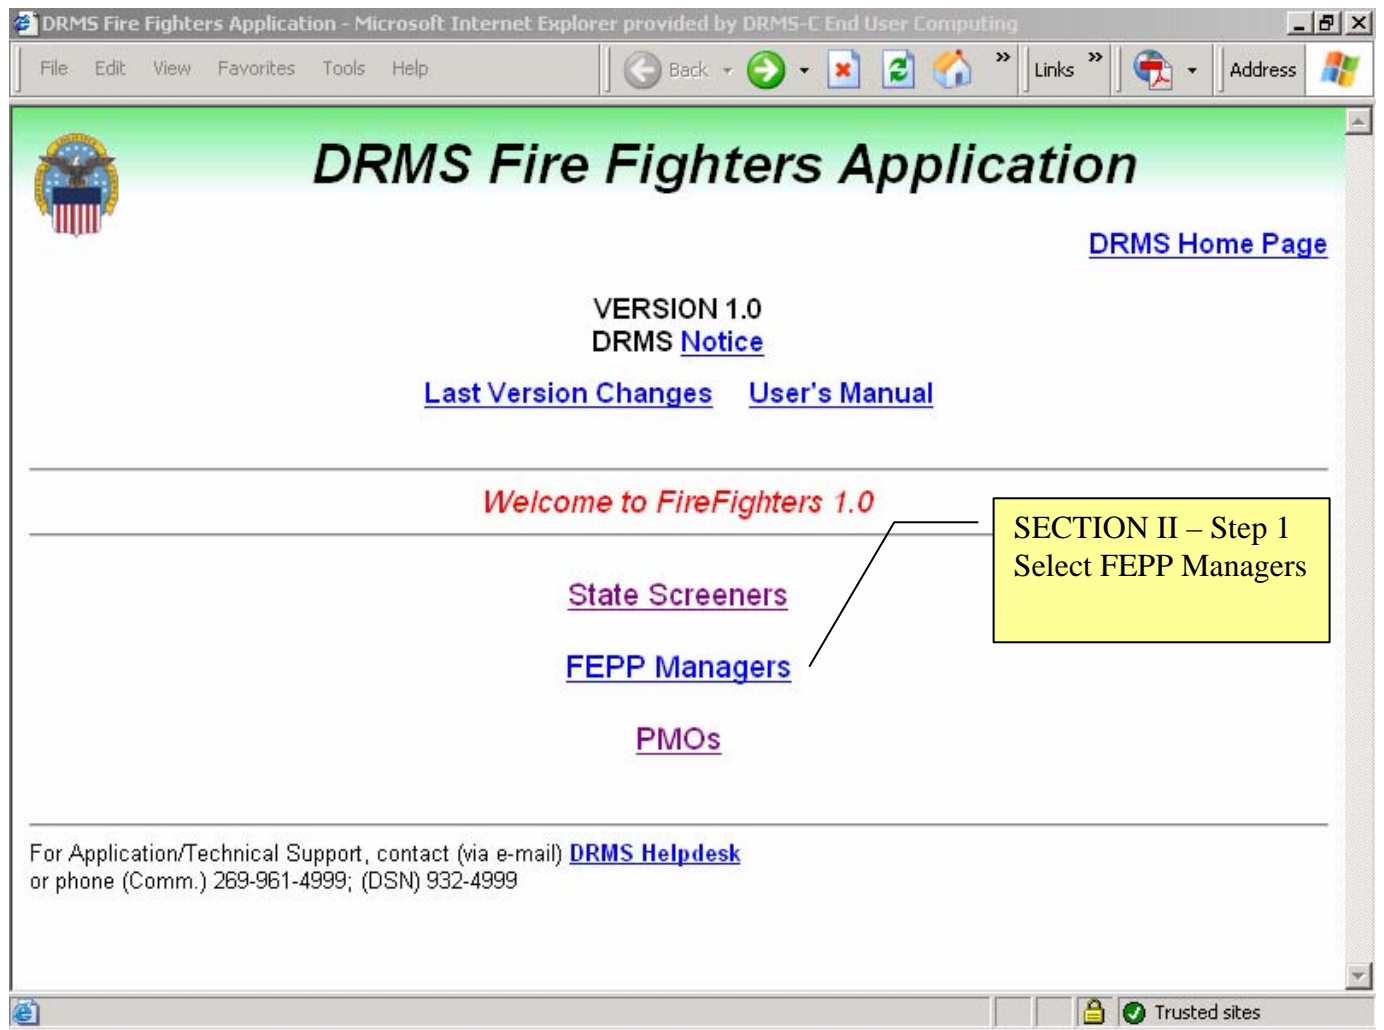 DRMS Fire Fighters Application - Microsoft Internet Explorer provided by DRMS-C End User Computing
File Edit View Favorites Tools Help Back » Links » Address
DRMS Fire Fighters Application
DRMS Home Page
VERSION 1.0
DRMS Notice
Last Version Changes User's Manual
Welcome to FireFighters 1.0
SECTION II – Step 1
Select FEPP Managers
State Screeners
FEPP Managers
PMOs
For Application/Technical Support, contact (via e-mail) DRMS Helpdesk
or phone (Comm.) 269-961-4999; (DSN) 932-4999
Trusted sites